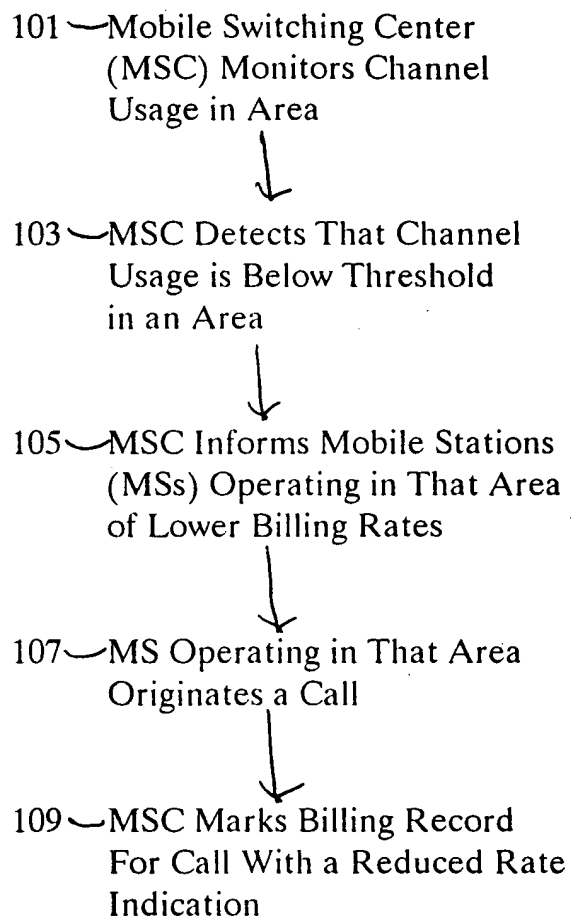 101 Mobile Switching Center
(MSC) Monitors Channel
Usage in Area
103 MSC Detects That Channel
Usage is Below Threshold
in an Area
105 MSC Informs Mobile Stations
(MSs) Operating in That Area
of Lower Billing Rates
107 MS Operating in That Area
Originates a Call
109 MSC Marks Billing Record
For Call With a Reduced Rate
Indication